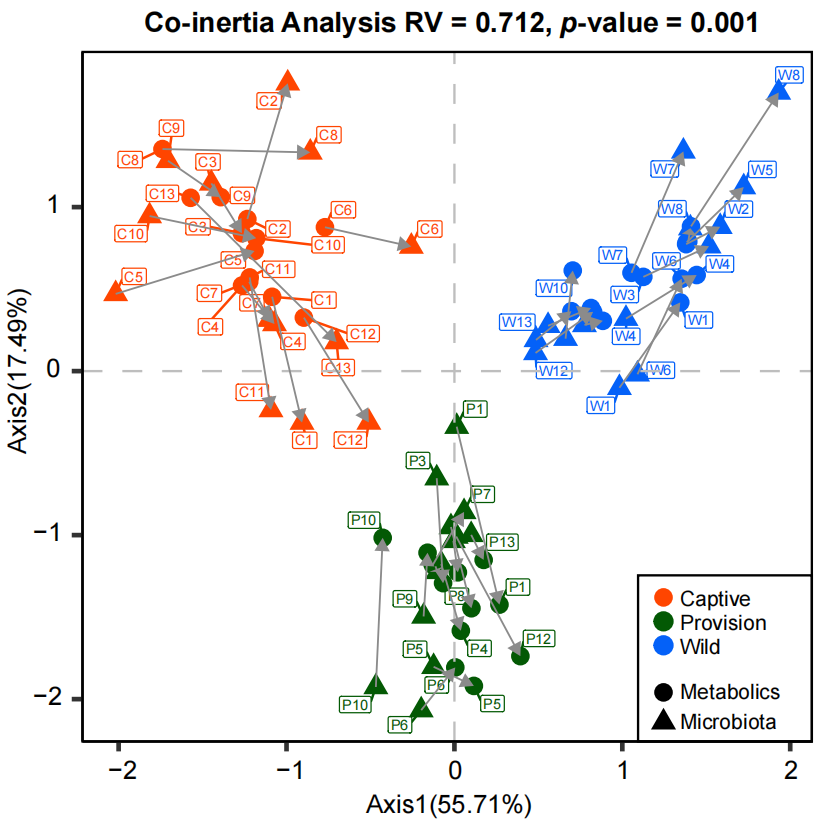 Co-inertia Analysis RV = 0.712, p-value = 0.001
W8
C2
C9
C8
C8
C3
W7
W5
C13
C9
W8
W2
C10
C3
C2
C6
C6
C10
C5
C5
C11
W7
W6
W4
C7
C7
C1
W10
W3
C4
C4
C12
W13
W4
W1
C13
W12
W6
C11
W1
C1
C12
P1
P3
P7
P10
P13
P9
P8
P1
P5
P4
P12
P6
P10
P5
P6
1
0
−1
−2
Axis2(17.49%)
−2
−1
0
1
2
Axis1(55.71%)
Captive
Provision
Wild
Metabolics
Microbiota